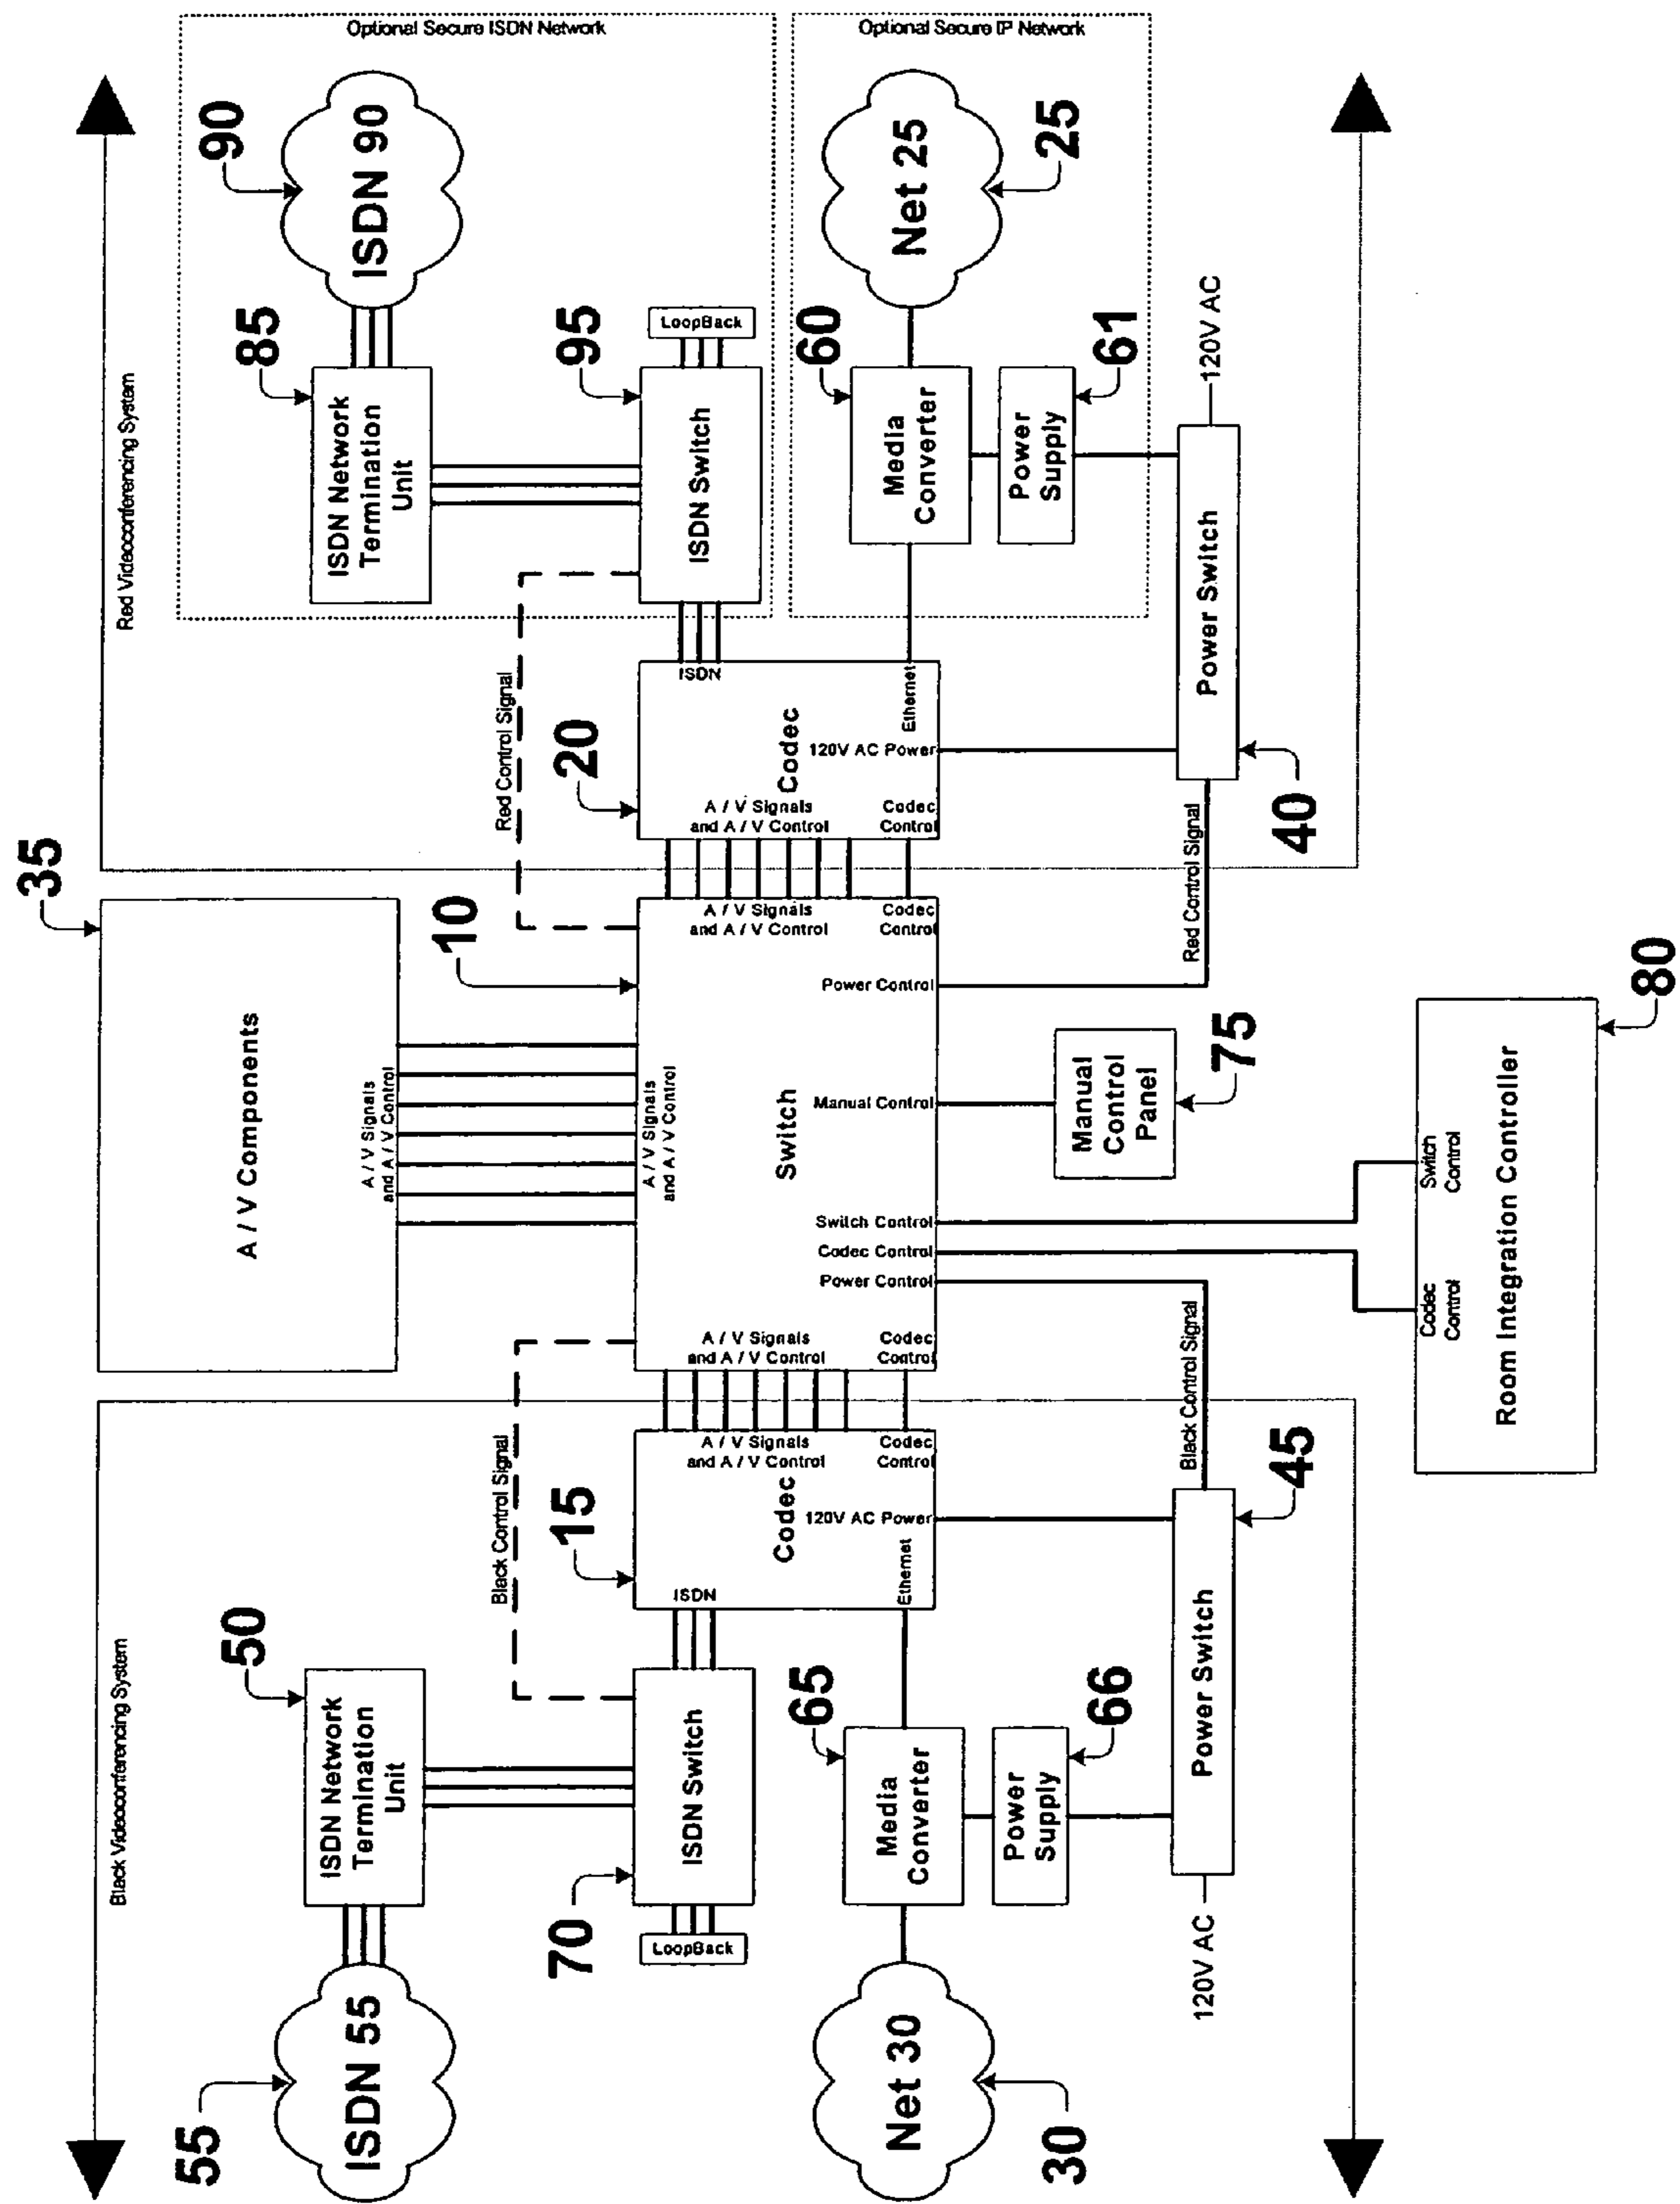 Optional Secure ISDN Network
Optional Secure IP Network
Red Videoconferencing System
90
ISDN 90
85
ISDN Network
Termination
Unit
95
LoopBack
ISDN Switch
25
Net 25
60
Media
Converter
61
Power
Supply
120V AC
Power Switch
40
Red Control Signal
Red Control Signal
20
ISDN
Ethernet
Codec
120V AC Power
A / V Signals
and A / V Control
Codec
Control
35
A / V Components
A / V Signals
and A / V Control
10
A / V Signals
and A / V Control
Codec
Control
Power Control
A / V Signals
and A / V Control
Switch
Manual Control
Manual
Control
Panel
75
Switch Control
Codec Control
Power Control
A / V Signals
and A / V Control
Codec
Control
80
Room Integration Controller
Switch
Control
Codec
Control
Black Videoconferencing System
Black Control Signal
Black Control Signal
15
A / V Signals
and A / V Control
Codec
Control
Codec
120V AC Power
ISDN
Ethernet
45
Power Switch
120V AC
50
ISDN Network
Termination
Unit
70
ISDN Switch
LoopBack
65
Media
Converter
66
Power
Supply
55
ISDN 55
30
Net 30